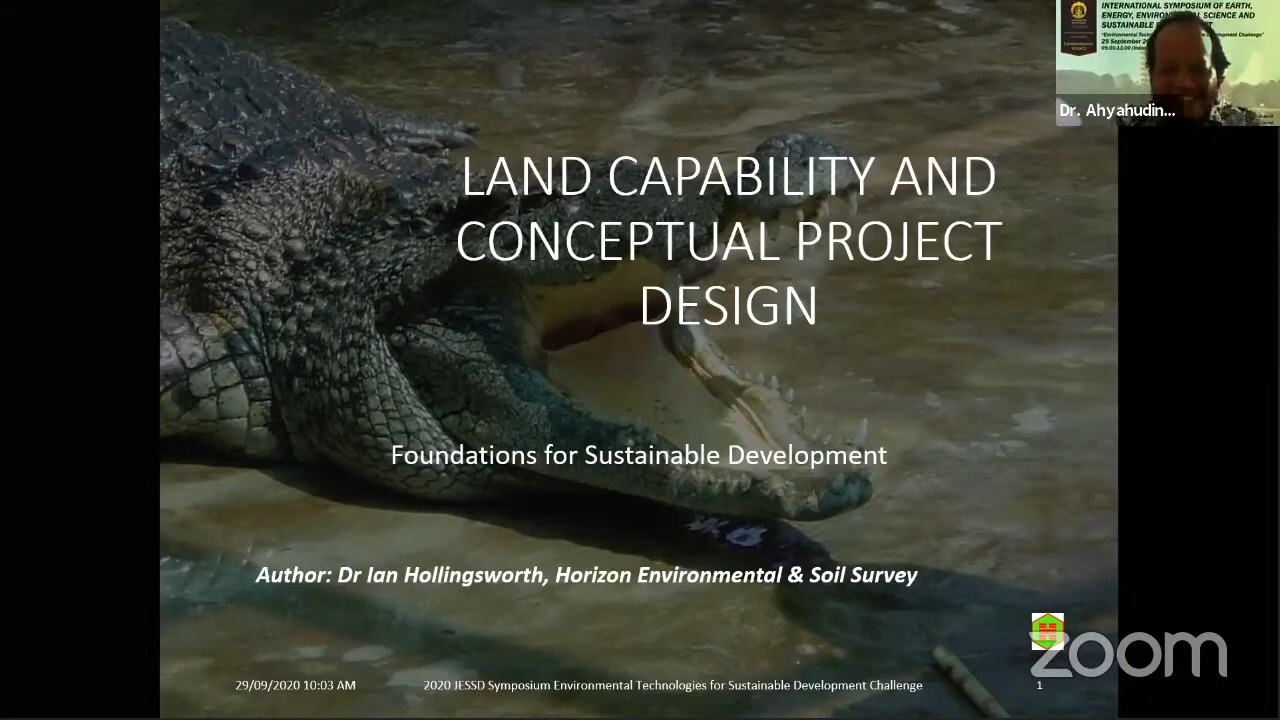 INTERNATIONAL SYMPOSIUM OF EARTH,
SCIENCE AND
SUSTAINABLE
29 September
Dr. Ahyahudin...
LAND CAPABILITY AND
CONCEPTUAL PROJECT
DESIGN
Foundations for Sustainable Development
Author: Dr Ian Hollingsworth, Horizon Environmental & Soil Survey
zoom
29/09/2020 10:03 AM
2020 JESSD Symposium Environmental Technologies for Sustainable Development Challenge
1